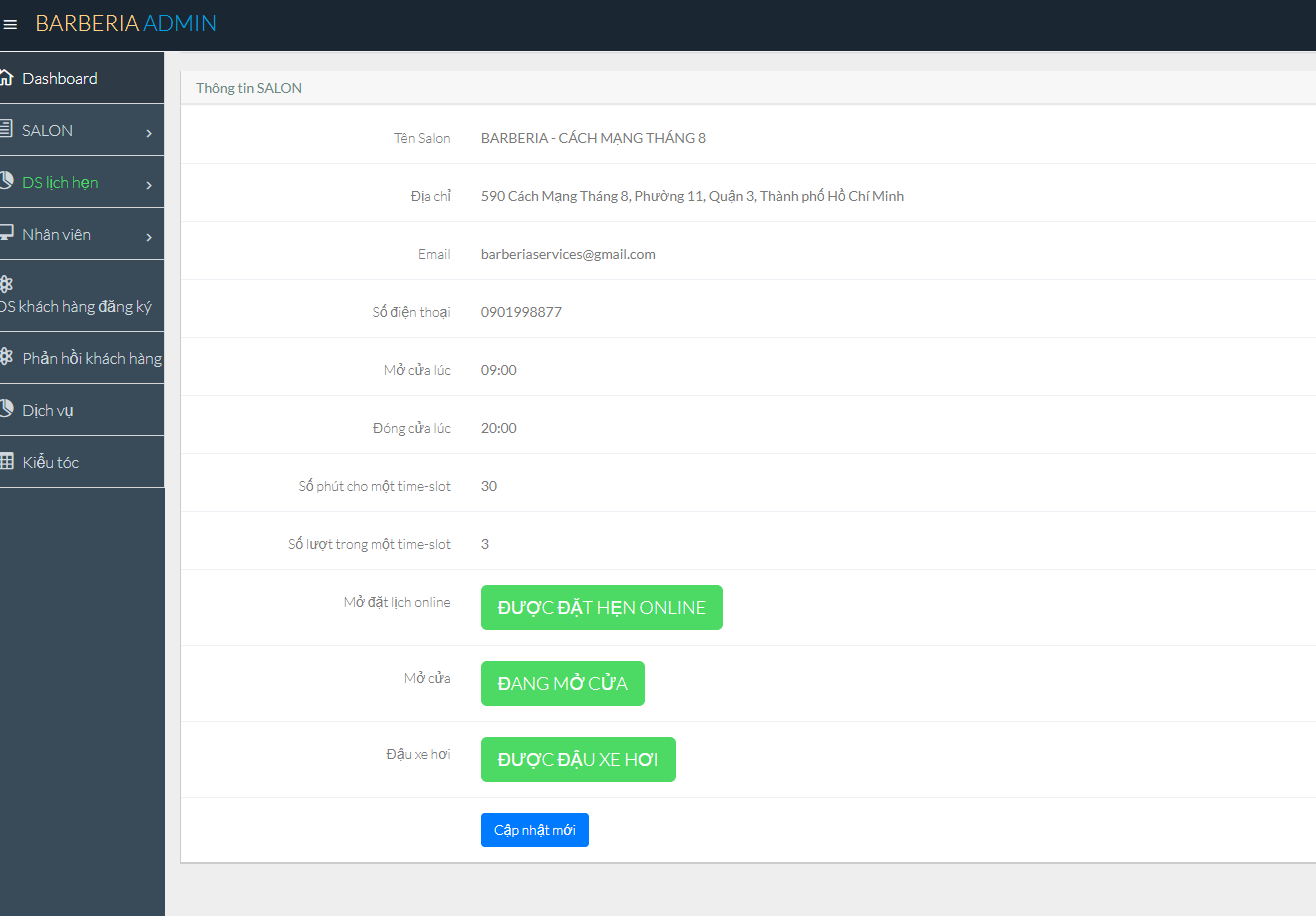 BARBERIA ADMIN
Dashboard
SALON
DS lịch hẹn
Nhân viên
DS khách hàng đăng ký
Phản hồi khách hàng
Dịch vụ
Kiểu tóc
Thông tin SALON
Tên Salon BARBERIA - CÁCH MẠNG THÁNG 8
Địa chỉ 590 Cách Mạng Tháng 8, Phường 11, Quận 3, Thành phố Hồ Chí Minh
Email barberiaservices@gmail.com
Số điện thoại 0901998877
Mở cửa lúc 09:00
Đóng cửa lúc 20:00
Số phút cho một time-slot 30
Số lượt trong một time-slot 3
Mở đặt lịch online ĐƯỢC ĐẶT HẸN ONLINE
Mở cửa ĐANG MỞ CỬA
Đậu xe hơi ĐƯỢC ĐẬU XE HƠI
Cập nhật mới